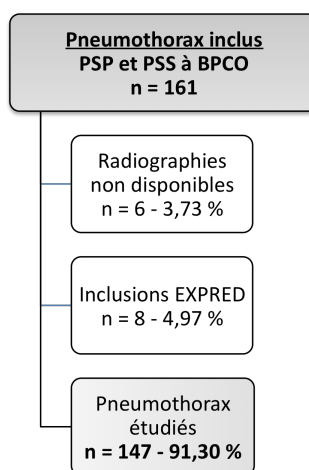 Pneumothorax inclus
PSP et PSS à BPCO
n = 161
Radiographies
non disponibles
n = 6 - 3,73 %
Inclusions EXPRED
n = 8 - 4,97 %
Pneumothorax
étudiés
n = 147 - 91,30 %